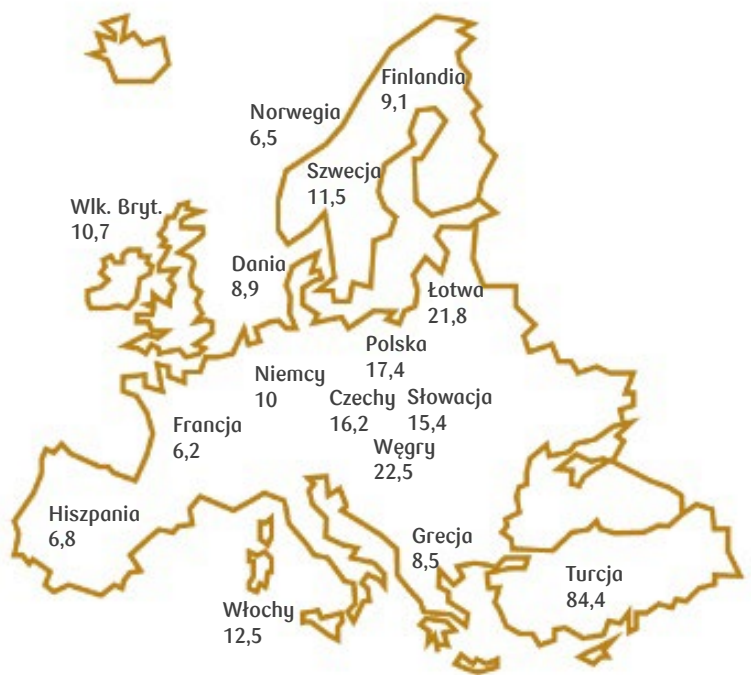 Finlandia
9,1
Norwegia
6,5
Szwecja
11,5
Wlk. Bryt.
10,7
Dania
8,9
Łotwa
21,8
Polska
17,4
Niemcy
10
Czechy
16,2
Słowacja
15,4
Francja
6,2
Węgry
22,5
Hiszpania
6,8
Grecja
8,5
Turcja
84,4
Włochy
12,5